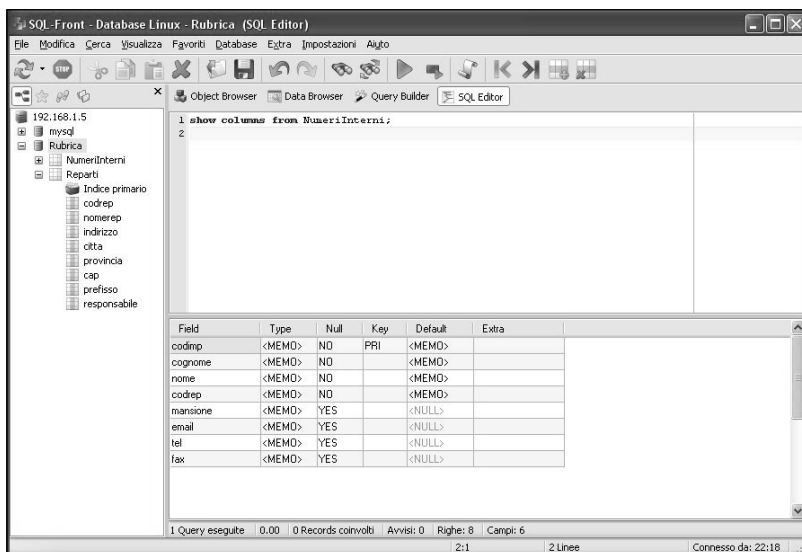 SQL-Front - Database Linux - Rubrica (SQL Editor)
File Modifica Cerca Visualizza Favoriti Database Extra Impostazioni Aiuto
STOP
Object Browser Data Browser Query Builder SQL Editor
192.168.1.5
mysql
Rubrica
NumeriInterni
Reparti
Indice primario
codrep
nomerep
indirizzo
citta
provincia
cap
prefisso
responsabile
1 show columns from NumeriInterni;
2
Field Type Null Key Default Extra
codimp <MEMO> NO PRI <MEMO>
cognome <MEMO> NO <MEMO>
nome <MEMO> NO <MEMO>
codrep <MEMO> NO <MEMO>
mansione <MEMO> YES <NULL>
email <MEMO> YES <NULL>
tel <MEMO> YES <NULL>
fax <MEMO> YES <NULL>
1 Query eseguite 0.00 0 Records coinvolti Avvisi: 0 Righe: 8 Campi: 6
2:1 2 Linee Connesso da: 22:18